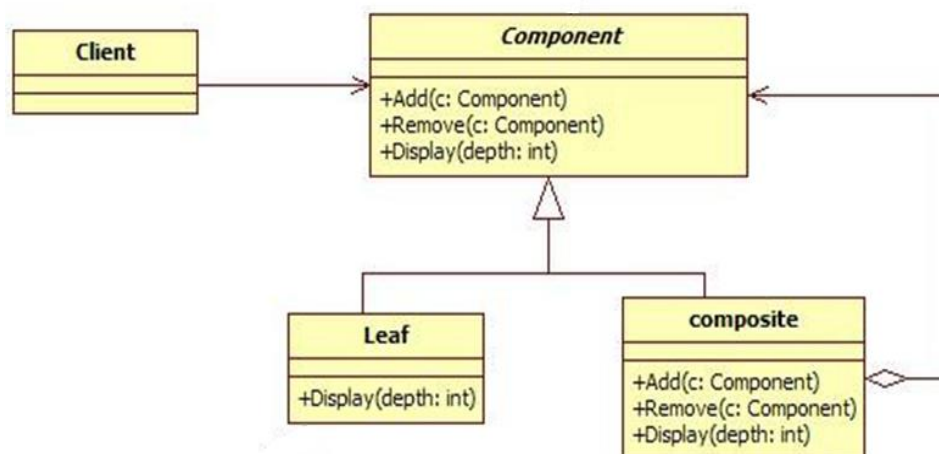 Client
Component
+Add(c: Component)
+Remove(c: Component)
+Display(depth: int)
Leaf
+Display(depth: int)
composite
+Add(c: Component)
+Remove(c: Component)
+Display(depth: int)